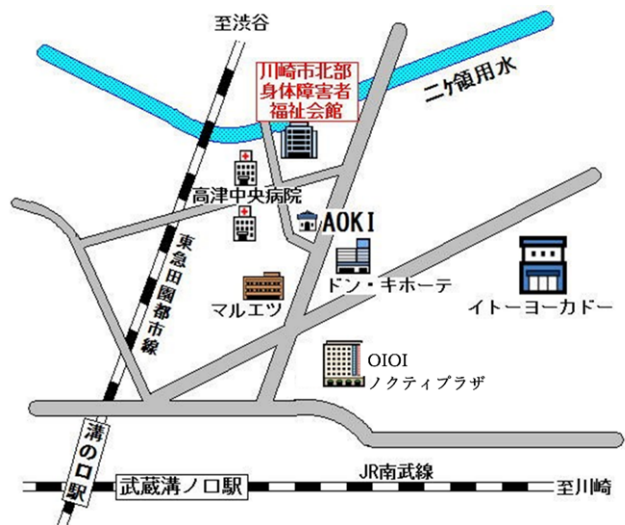 至渋谷
川崎市北部
身体障害者
福祉会館
二ヶ領用水
高津中央病院
AOKI
東急田園都市線
ドン・キホーテ
イトーヨーカドー
マルエツ
OIOI
ノクティプラザ
溝の口駅
武蔵溝ノ口駅
JR南武線
至川崎